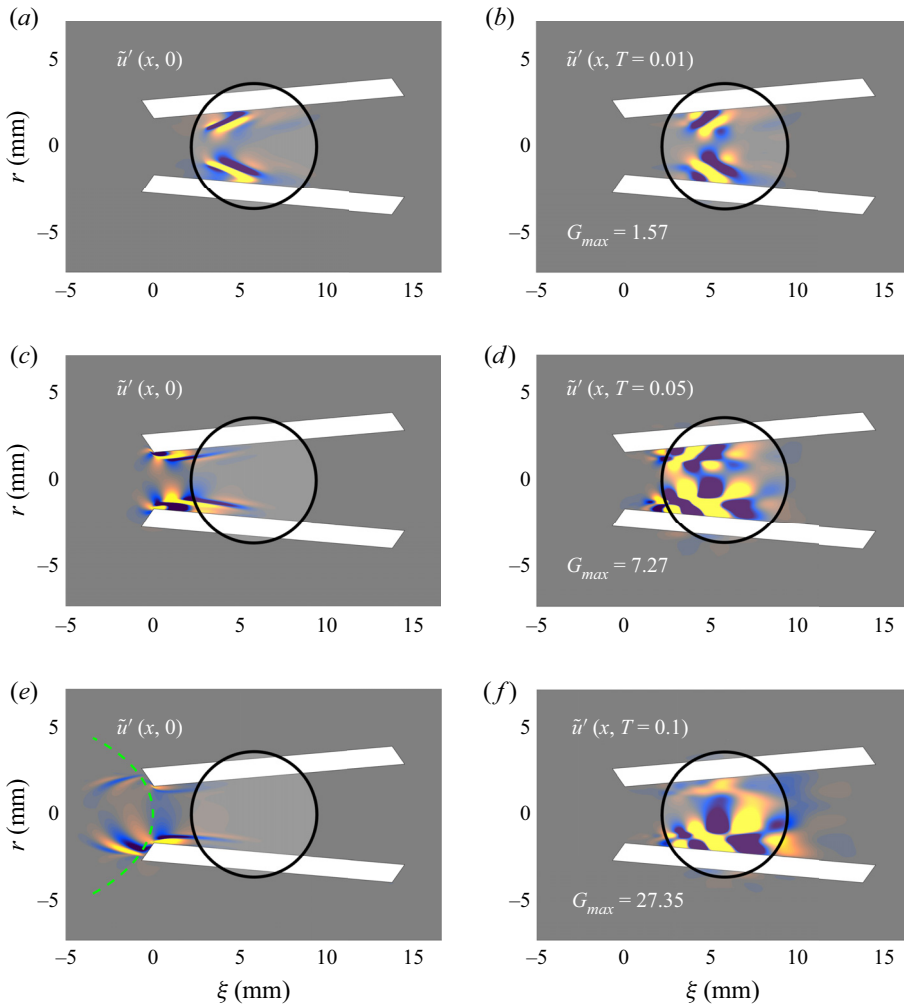 (a)
(b)
ũ′ (x, 0)
ũ′ (x, T = 0.01)
G_max = 1.57
r (mm)
5
0
–5
5
0
–5
–5 0 5 10 15
–5 0 5 10 15
(c)
(d)
ũ′ (x, 0)
ũ′ (x, T = 0.05)
G_max = 7.27
r (mm)
5
0
–5
5
0
–5
–5 0 5 10 15
–5 0 5 10 15
(e)
(f)
ũ′ (x, 0)
ũ′ (x, T = 0.1)
G_max = 27.35
r (mm)
5
0
–5
5
0
–5
–5 0 5 10 15
–5 0 5 10 15
ξ (mm)
ξ (mm)